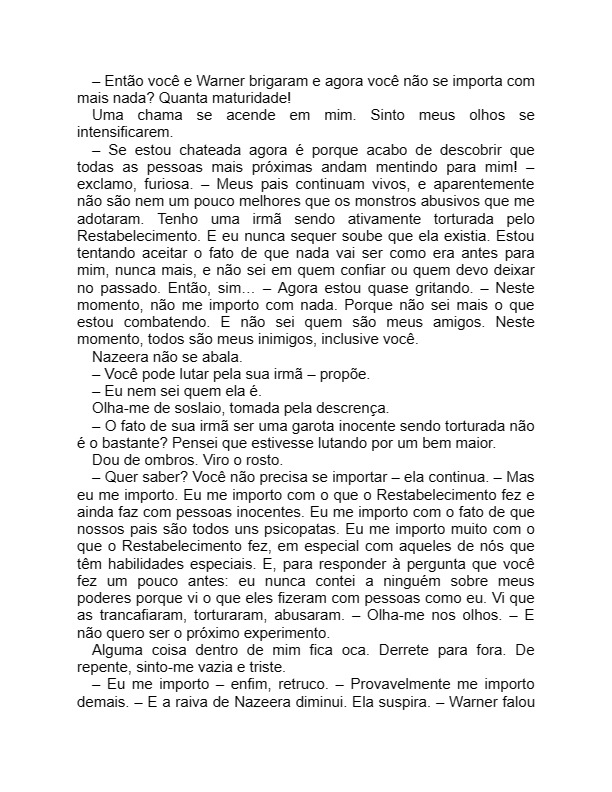 – Então você e Warner brigaram e agora você não se importa com
mais nada? Quanta maturidade!
Uma chama se acende em mim. Sinto meus olhos se
intensificarem.
– Se estou chateada agora é porque acabo de descobrir que
todas as pessoas mais próximas andam mentindo para mim! –
exclamo, furiosa. – Meus pais continuam vivos, e aparentemente
não são nem um pouco melhores que os monstros abusivos que me
adotaram. Tenho uma irmã sendo ativamente torturada pelo
Restabelecimento. E eu nunca sequer soube que ela existia. Estou
tentando aceitar o fato de que nada vai ser como era antes para
mim, nunca mais, e não sei em quem confiar ou quem devo deixar
no passado. Então, sim... – Agora estou quase gritando. – Neste
momento, não me importo com nada. Porque não sei mais o que
estou combatendo. E não sei quem são meus amigos. Neste
momento, todos são meus inimigos, inclusive você.
Nazeera não se abala.
– Você pode lutar pela sua irmã – propõe.
– Eu nem sei quem ela é.
Olha-me de soslaio, tomada pela descrença.
– O fato de sua irmã ser uma garota inocente sendo torturada não
é o bastante? Pensei que estivesse lutando por um bem maior.
Dou de ombros. Viro o rosto.
– Quer saber? Você não precisa se importar – ela continua. – Mas
eu me importo. Eu me importo com o que o Restabelecimento fez e
ainda faz com pessoas inocentes. Eu me importo com o fato de que
nossos pais são todos uns psicopatas. Eu me importo muito com o
que o Restabelecimento fez, em especial com aqueles de nós que
têm habilidades especiais. E, para responder à pergunta que você
fez um pouco antes: eu nunca contei a ninguém sobre meus
poderes porque vi o que eles fizeram com pessoas como eu. Vi que
as trancafiaram, torturaram, abusaram. – Olha-me nos olhos. – E
não quero ser o próximo experimento.
Alguma coisa dentro de mim fica oca. Derrete para fora. De
repente, sinto-me vazia e triste.
– Eu me importo – enfim, retruco. – Provavelmente me importo
demais. – E a raiva de Nazeera diminui. Ela suspira. – Warner falou